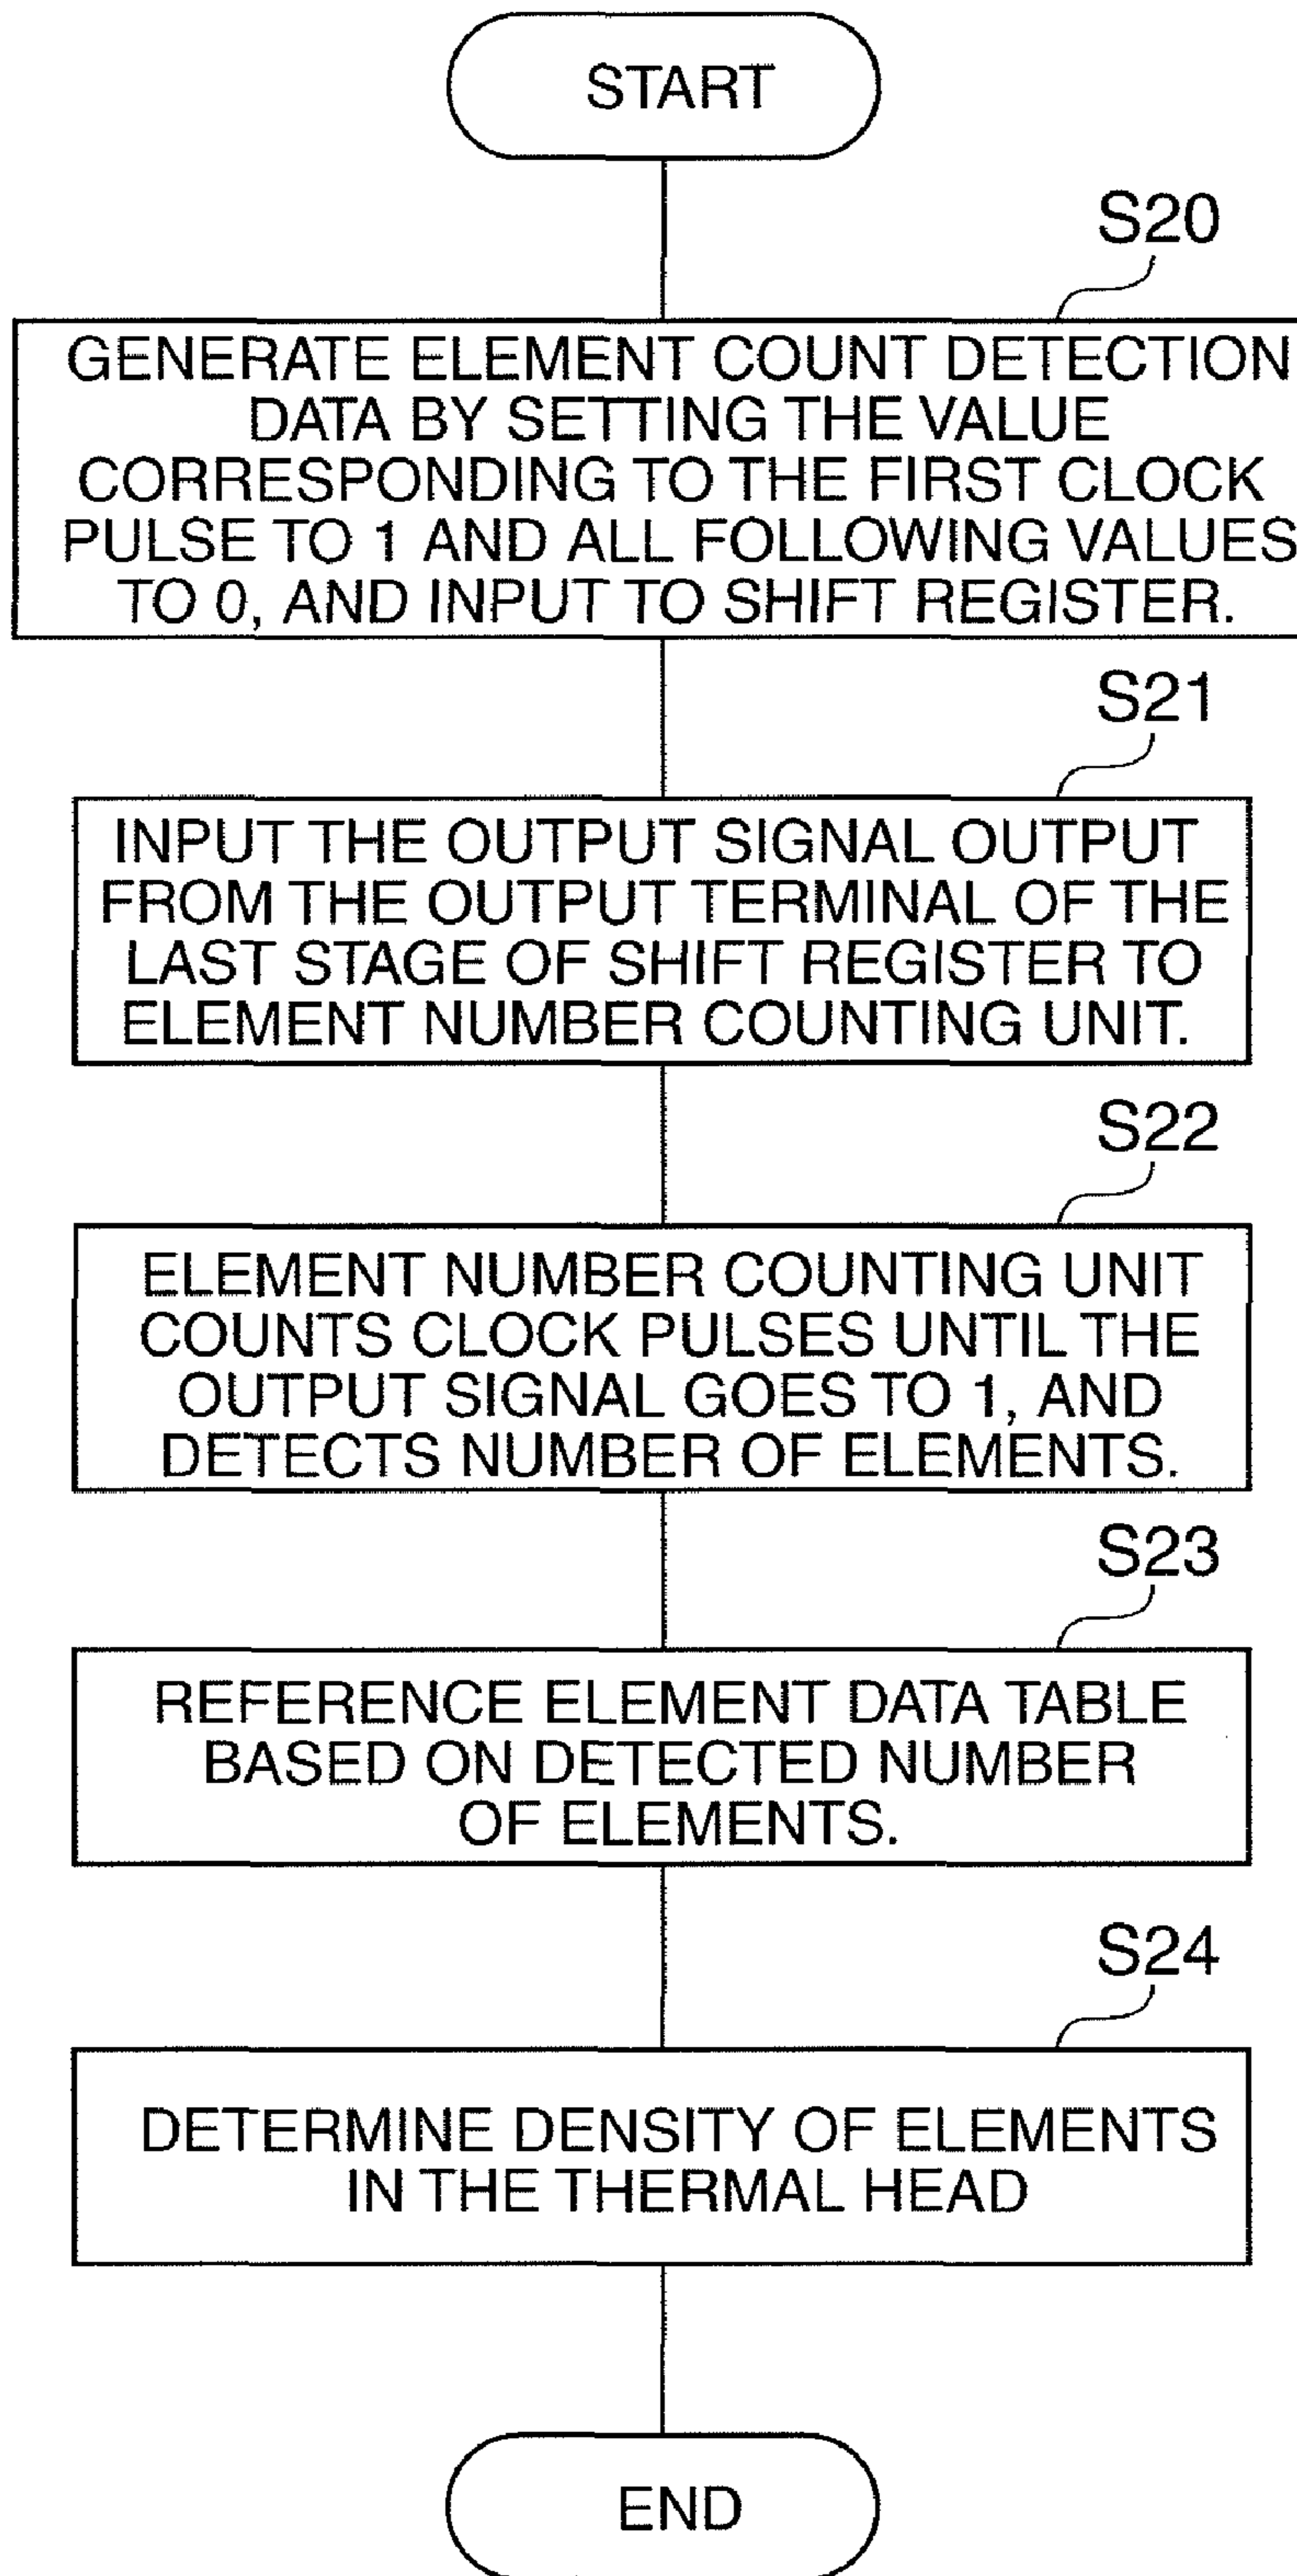 START
S20
GENERATE ELEMENT COUNT DETECTION
DATA BY SETTING THE VALUE
CORRESPONDING TO THE FIRST CLOCK
PULSE TO 1 AND ALL FOLLOWING VALUES
TO 0, AND INPUT TO SHIFT REGISTER.
S21
INPUT THE OUTPUT SIGNAL OUTPUT
FROM THE OUTPUT TERMINAL OF THE
LAST STAGE OF SHIFT REGISTER TO
ELEMENT NUMBER COUNTING UNIT.
S22
ELEMENT NUMBER COUNTING UNIT
COUNTS CLOCK PULSES UNTIL THE
OUTPUT SIGNAL GOES TO 1, AND
DETECTS NUMBER OF ELEMENTS.
S23
REFERENCE ELEMENT DATA TABLE
BASED ON DETECTED NUMBER
OF ELEMENTS.
S24
DETERMINE DENSITY OF ELEMENTS
IN THE THERMAL HEAD
END